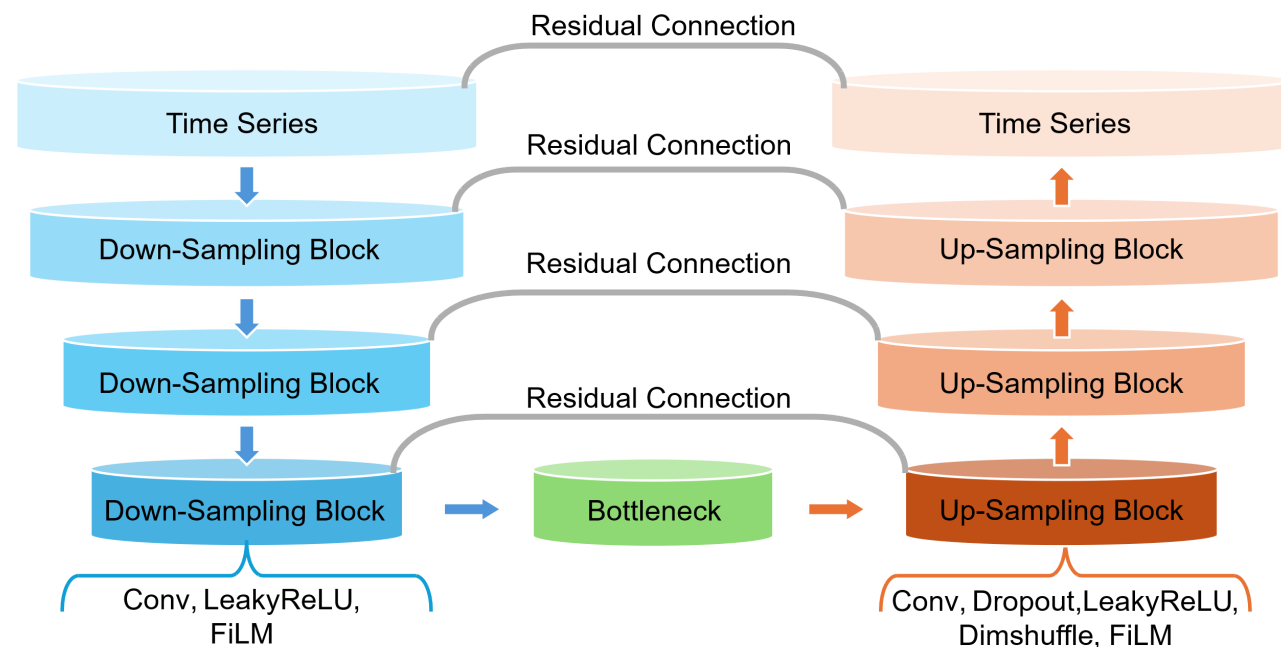 Residual Connection
Time Series
Time Series
Residual Connection
Down-Sampling Block
Up-Sampling Block
Residual Connection
Down-Sampling Block
Up-Sampling Block
Residual Connection
Down-Sampling Block
Bottleneck
Up-Sampling Block
Conv, LeakyReLU,
FiLM
Conv, Dropout,LeakyReLU,
Dimshuffle, FiLM